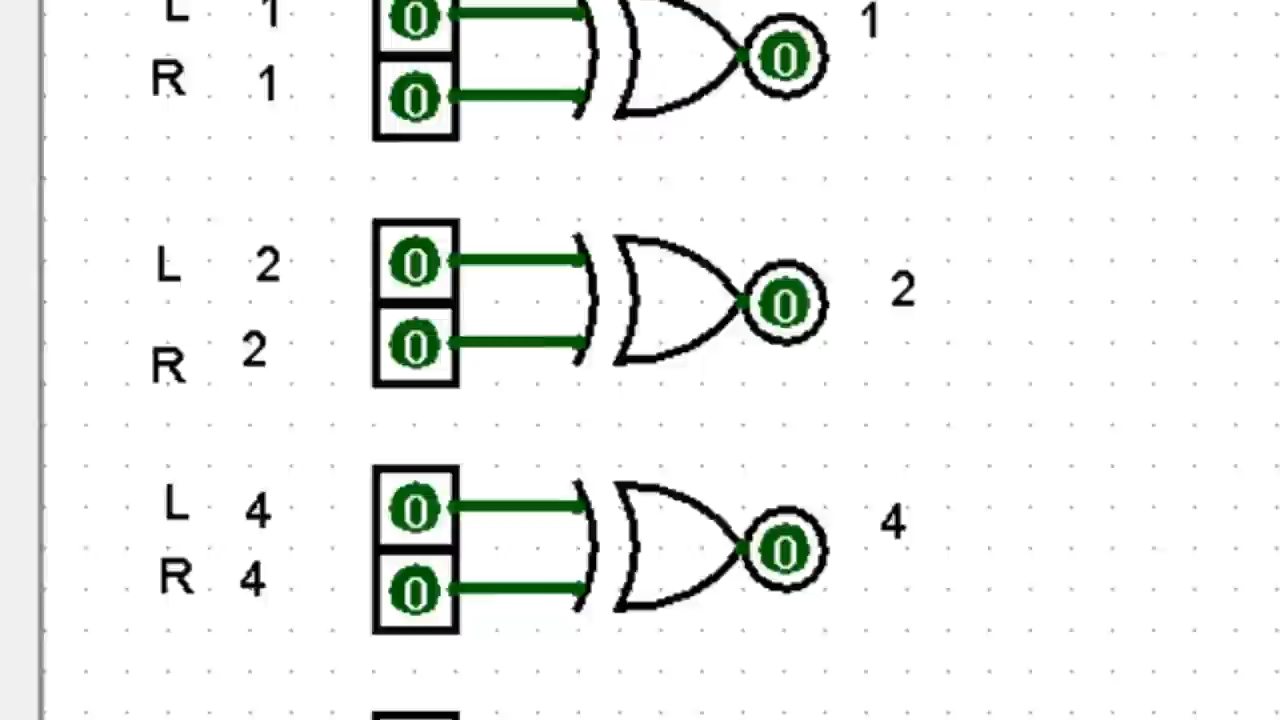 L 1 0 0 1
R 1 0
L 2 0 0 2
R 2 0
L 4 0 0 4
R 4 0